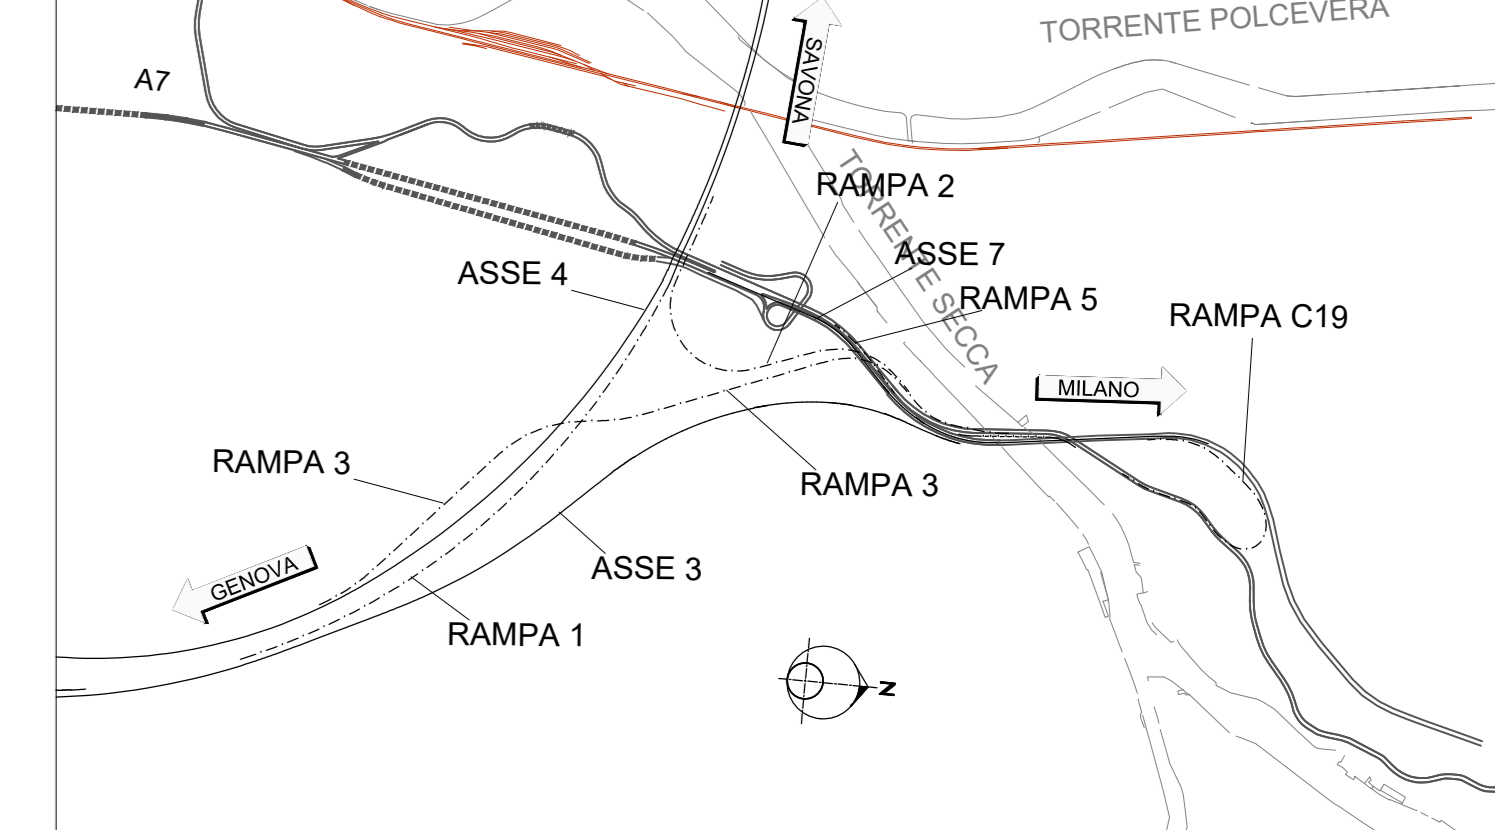 TORRENTE POLCEVERA
SAVONA
A7
RAMPA 2
TORRENTE SECCA
ASSE 7
ASSE 4
RAMPA 5
RAMPA C19
MILANO
RAMPA 3
RAMPA 3
ASSE 3
GENOVA
RAMPA 1
N